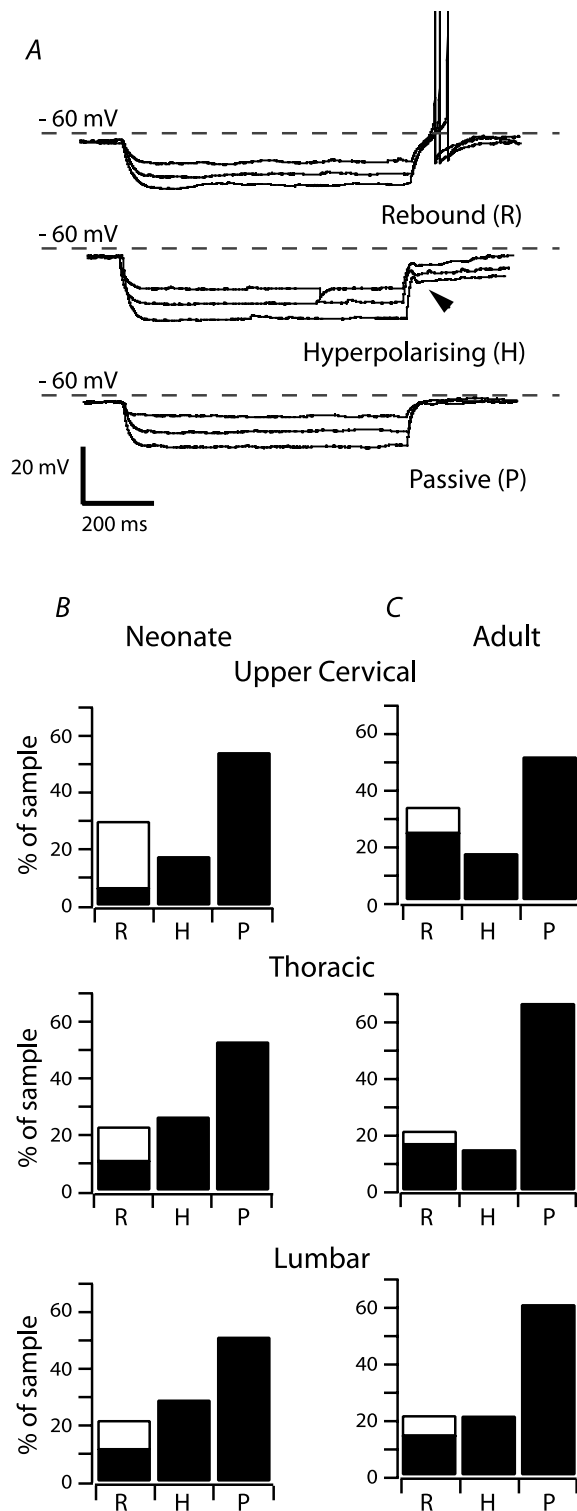 A
- 60 mV
Rebound (R)
- 60 mV
Hyperpolarising (H)
- 60 mV
Passive (P)
20 mV
200 ms
B C
Neonate Adult
Upper Cervical
% of sample
60
40
20
0
R H P
60
40
20
0
R H P
Thoracic
% of sample
60
40
20
0
R H P
60
40
20
0
R H P
Lumbar
% of sample
60
40
20
0
R H P
60
40
20
0
R H P